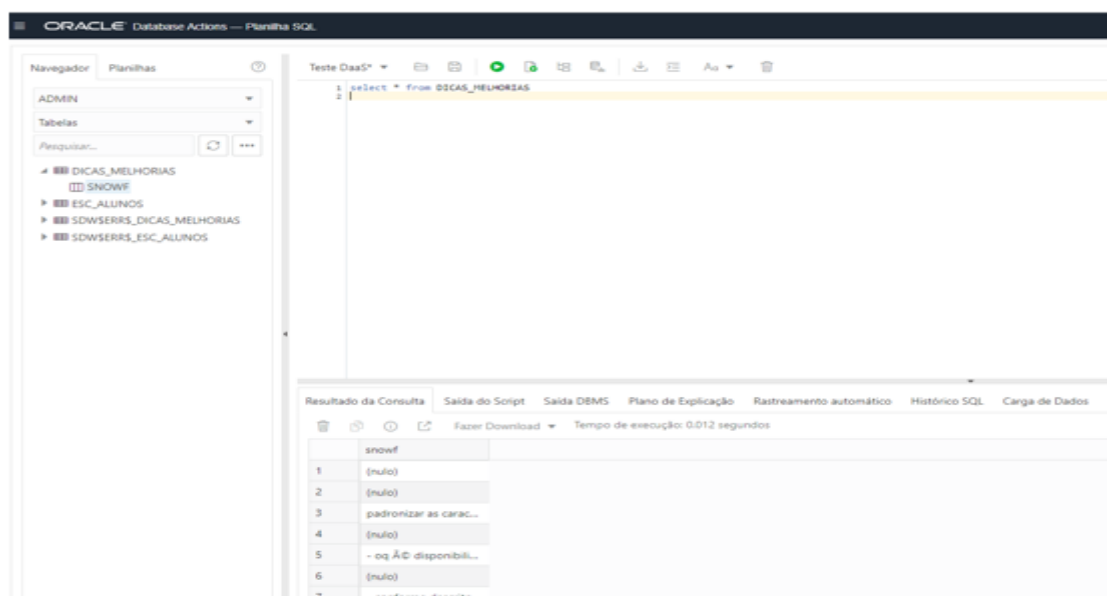 ORACLE Database Actions — Planilha SQL
Navegador Planilhas
ADMIN
Tabelas
Pesquisar...
DICAS_MELHORIAS
SNOWF
ESC_ALUNOS
SDW$ERR$_DICAS_MELHORIAS
SDW$ERR$_ESC_ALUNOS
Teste DaaS* Aa
1 select * from DICAS_MELHORIAS
2
Resultado da Consulta Saída do Script Saída DBMS Plano de Explicação Rastreamento automático Histórico SQL Carga de Dados
Fazer Download Tempo de execução: 0.012 segundos
snowf
1 (nulo)
2 (nulo)
3 padronizar as carac...
4 (nulo)
5 - oq Ã© disponibili...
6 (nulo)